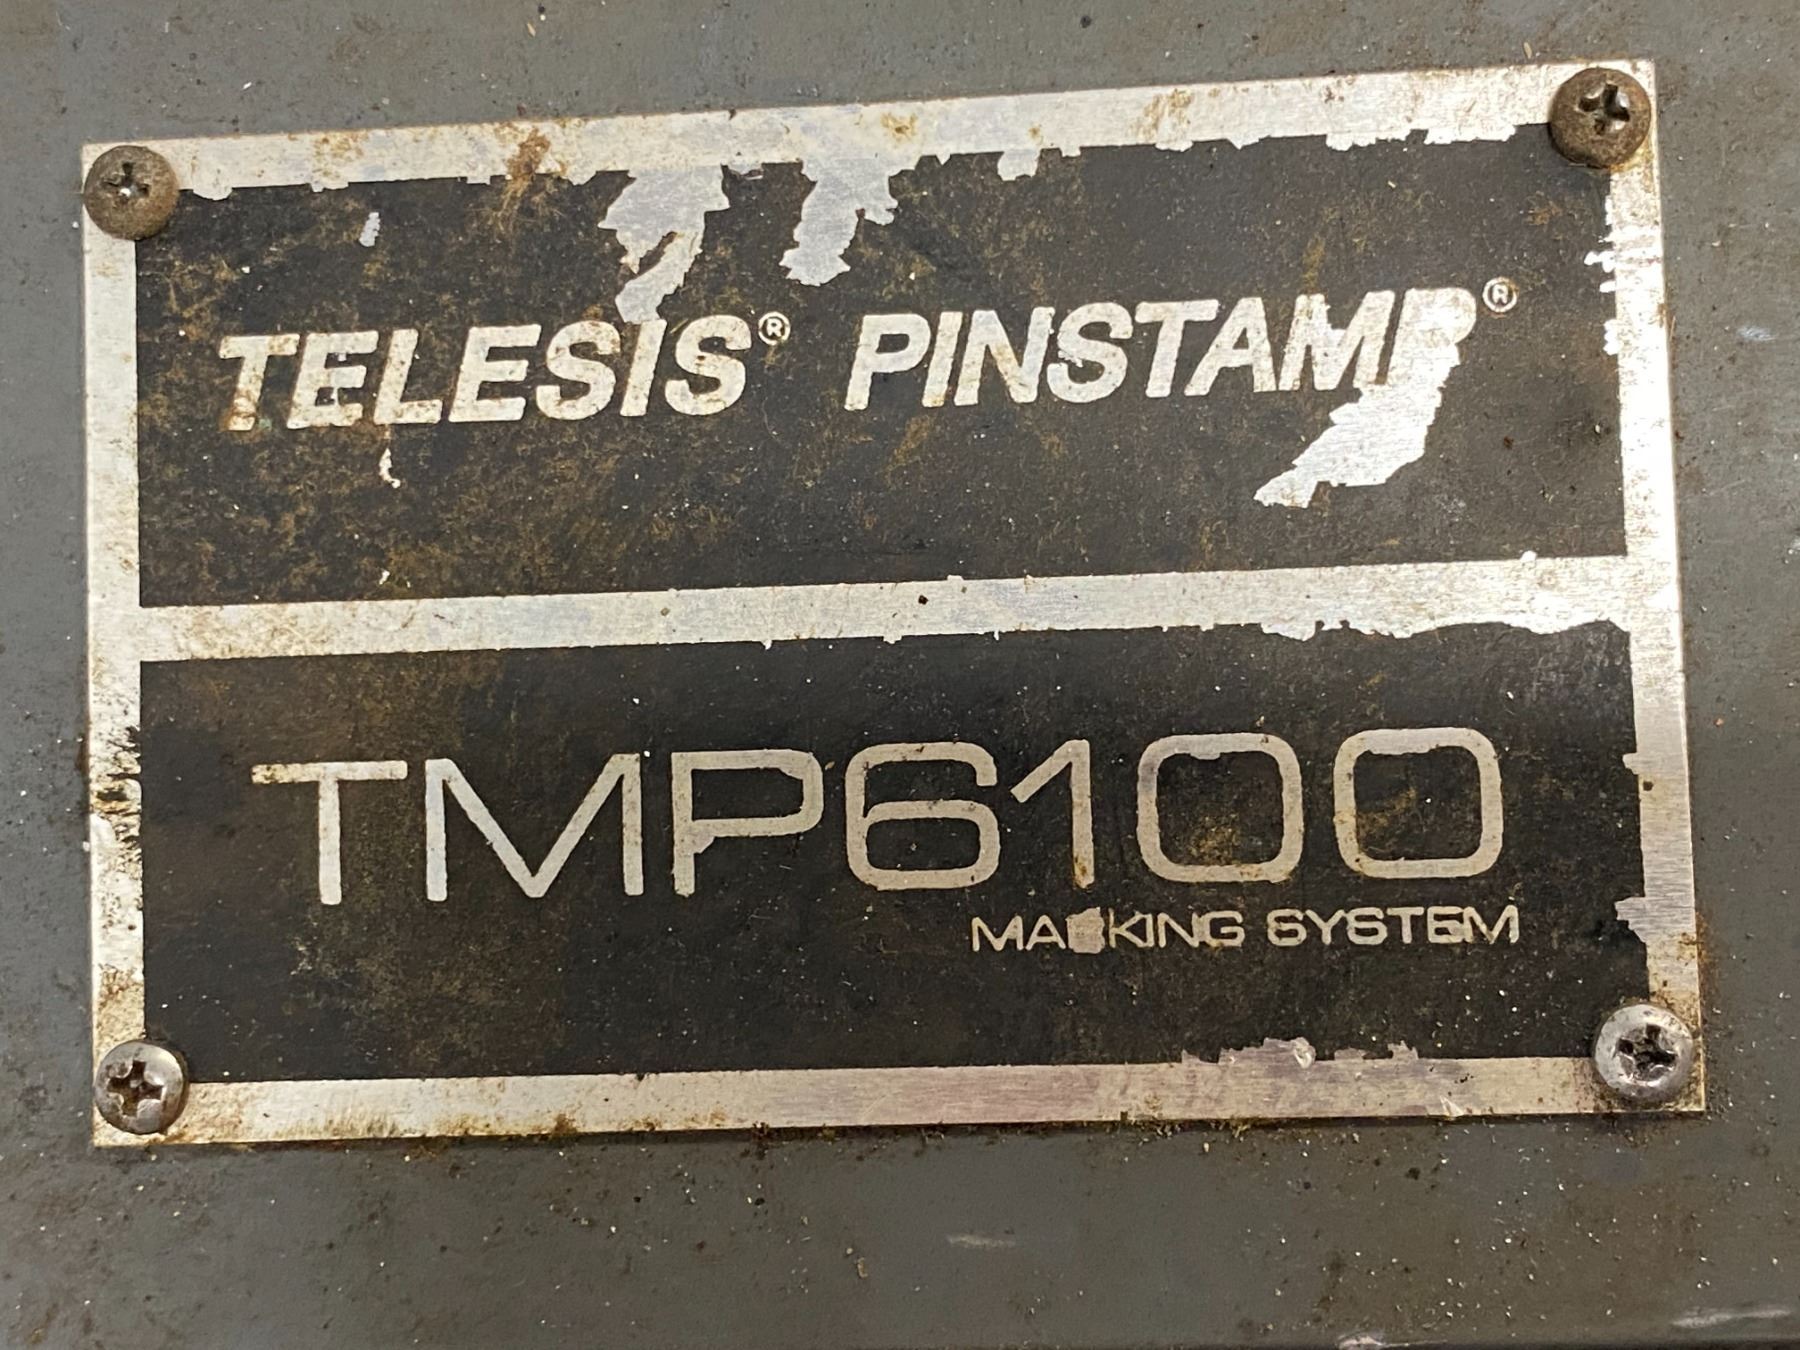 TELESIS® PINSTAMP®
TMP6100
MARKING SYSTEM